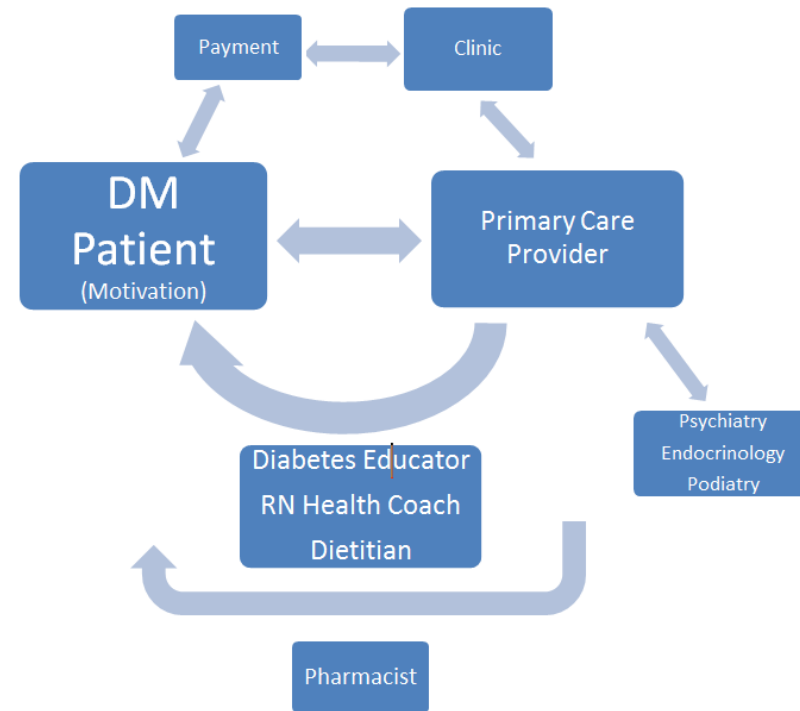 Payment
Clinic
DM
Patient
(Motivation)
Primary Care
Provider
Psychiatry
Endocrinology
Podiatry
Diabetes Educator
RN Health Coach
Dietitian
Pharmacist